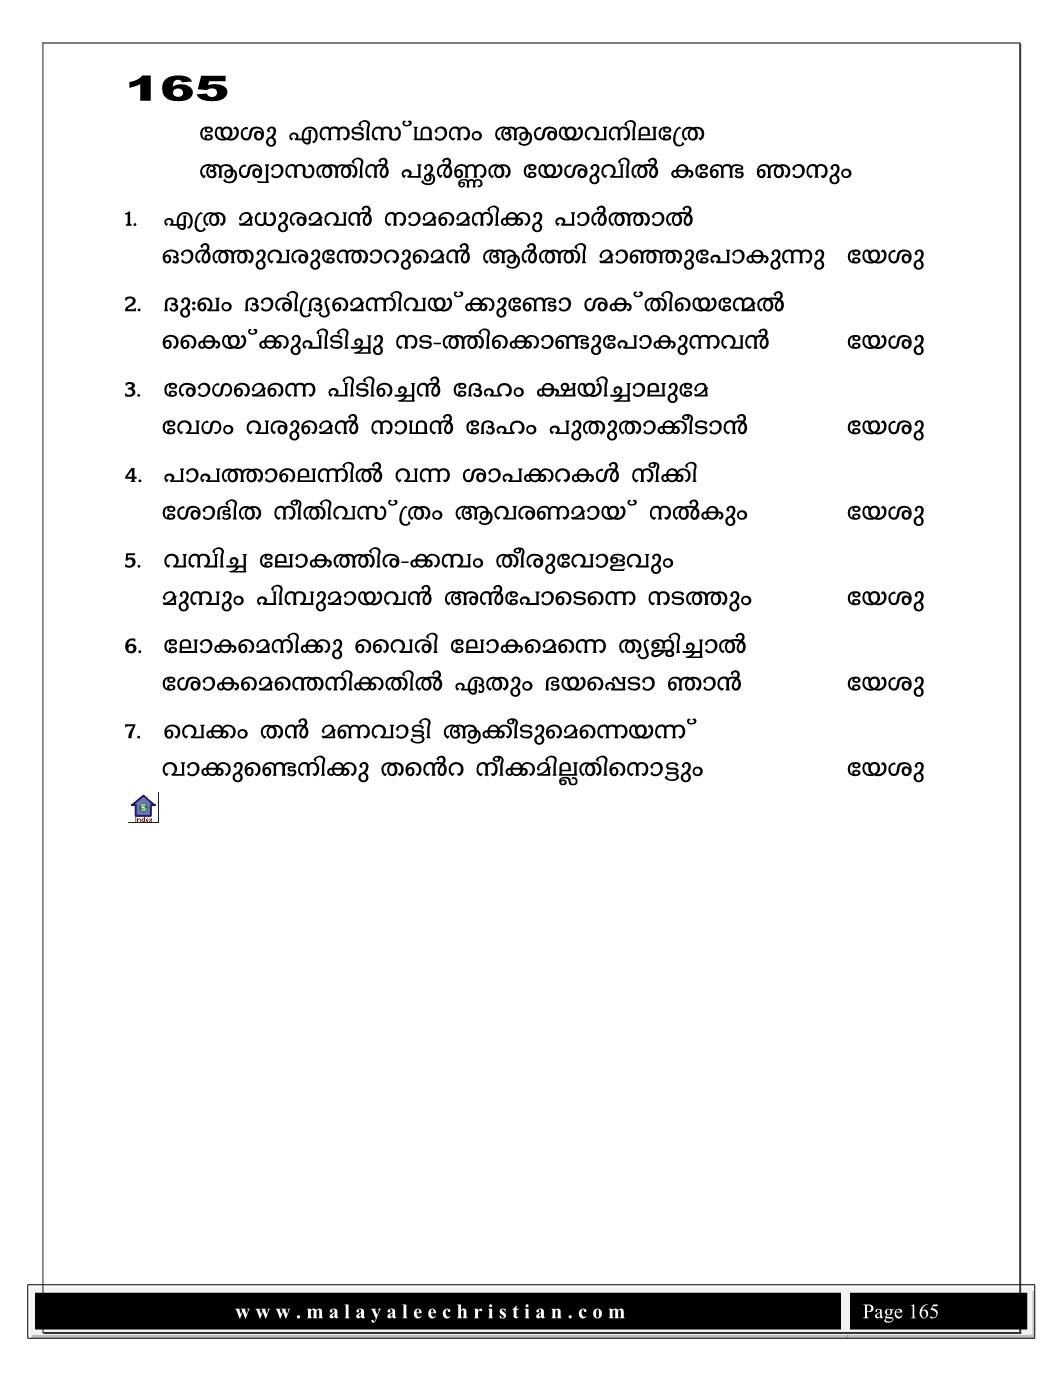 165
യേശു എന്നടിസ്ഥാനം ആശയവനിലത്രേ
ആശ്വാസത്തിൻ പൂർണ്ണത യേശുവിൽ കണ്ടേ ഞാനും
1. എത്ര മധുരമവൻ നാമമെനിക്കു പാർത്താൽ
ഓർത്തുവരുന്തോറുമെൻ ആർത്തി മാഞ്ഞുപോകുന്നു യേശു
2. ദു:ഖം ദാരിദ്ര്യമെന്നിവയ്ക്കുണ്ടോ ശക്തിയെന്മേൽ
കൈയ്ക്കുപിടിച്ചു നട-ത്തിക്കൊണ്ടുപോകുന്നവൻ യേശു
3. രോഗമെന്നെ പിടിച്ചെൻ ദേഹം ക്ഷയിച്ചാലുമേ
വേഗം വരുമെൻ നാഥൻ ദേഹം പുതുതാക്കീടാൻ യേശു
4. പാപത്താലെന്നിൽ വന്ന ശാപക്കറകൾ നീക്കി
ശോഭിത നീതിവസ്ത്രം ആവരണമായ് നൽകും യേശു
5. വമ്പിച്ച ലോകത്തിര-ക്കമ്പം തീരുവോളവും
മുമ്പും പിമ്പുമായവൻ അൻപോടെന്നെ നടത്തും യേശു
6. ലോകമെനിക്കു വൈരി ലോകമെന്നെ ത്യജിച്ചാൽ
ശോകമെന്തെനിക്കതിൽ ഏതും ഭയപ്പെടാ ഞാൻ യേശു
7. വെക്കം തൻ മണവാട്ടി ആക്കീടുമെന്നെയന്ന്
വാക്കുണ്ടെനിക്കു തൻെറ നീക്കമില്ലതിനൊട്ടും യേശു
index
www.malayaleechristian.com Page 165